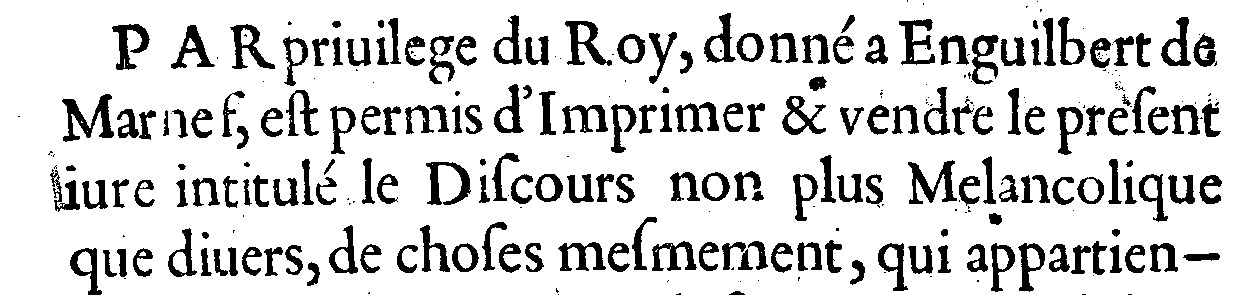 PAR priuilege du Roy, donné a Enguilbert de
Marnef, est permis d'Imprimer & vendre le preſent
liure intitulé le Diſcours non plus Melancolique
que diuers, de choſes meſmement, qui appartien—